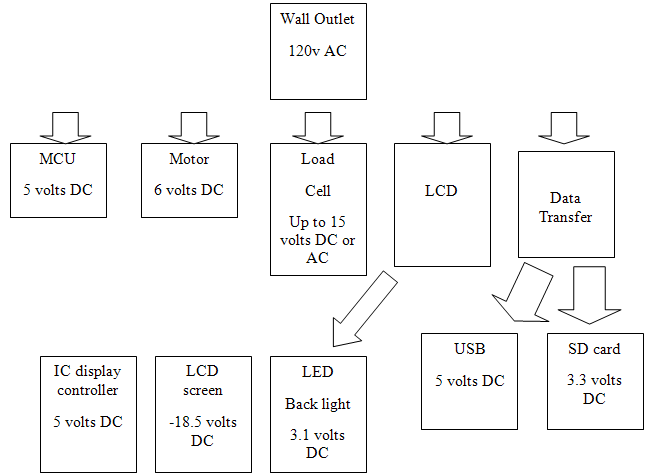 Wall Outlet
120v AC
MCU
5 volts DC
Motor
6 volts DC
Load
Cell
Up to 15
volts DC or
AC
LCD
Data
Transfer
IC display
controller
5 volts DC
LCD
screen
-18.5 volts
DC
LED
Back light
3.1 volts
DC
USB
5 volts DC
SD card
3.3 volts
DC